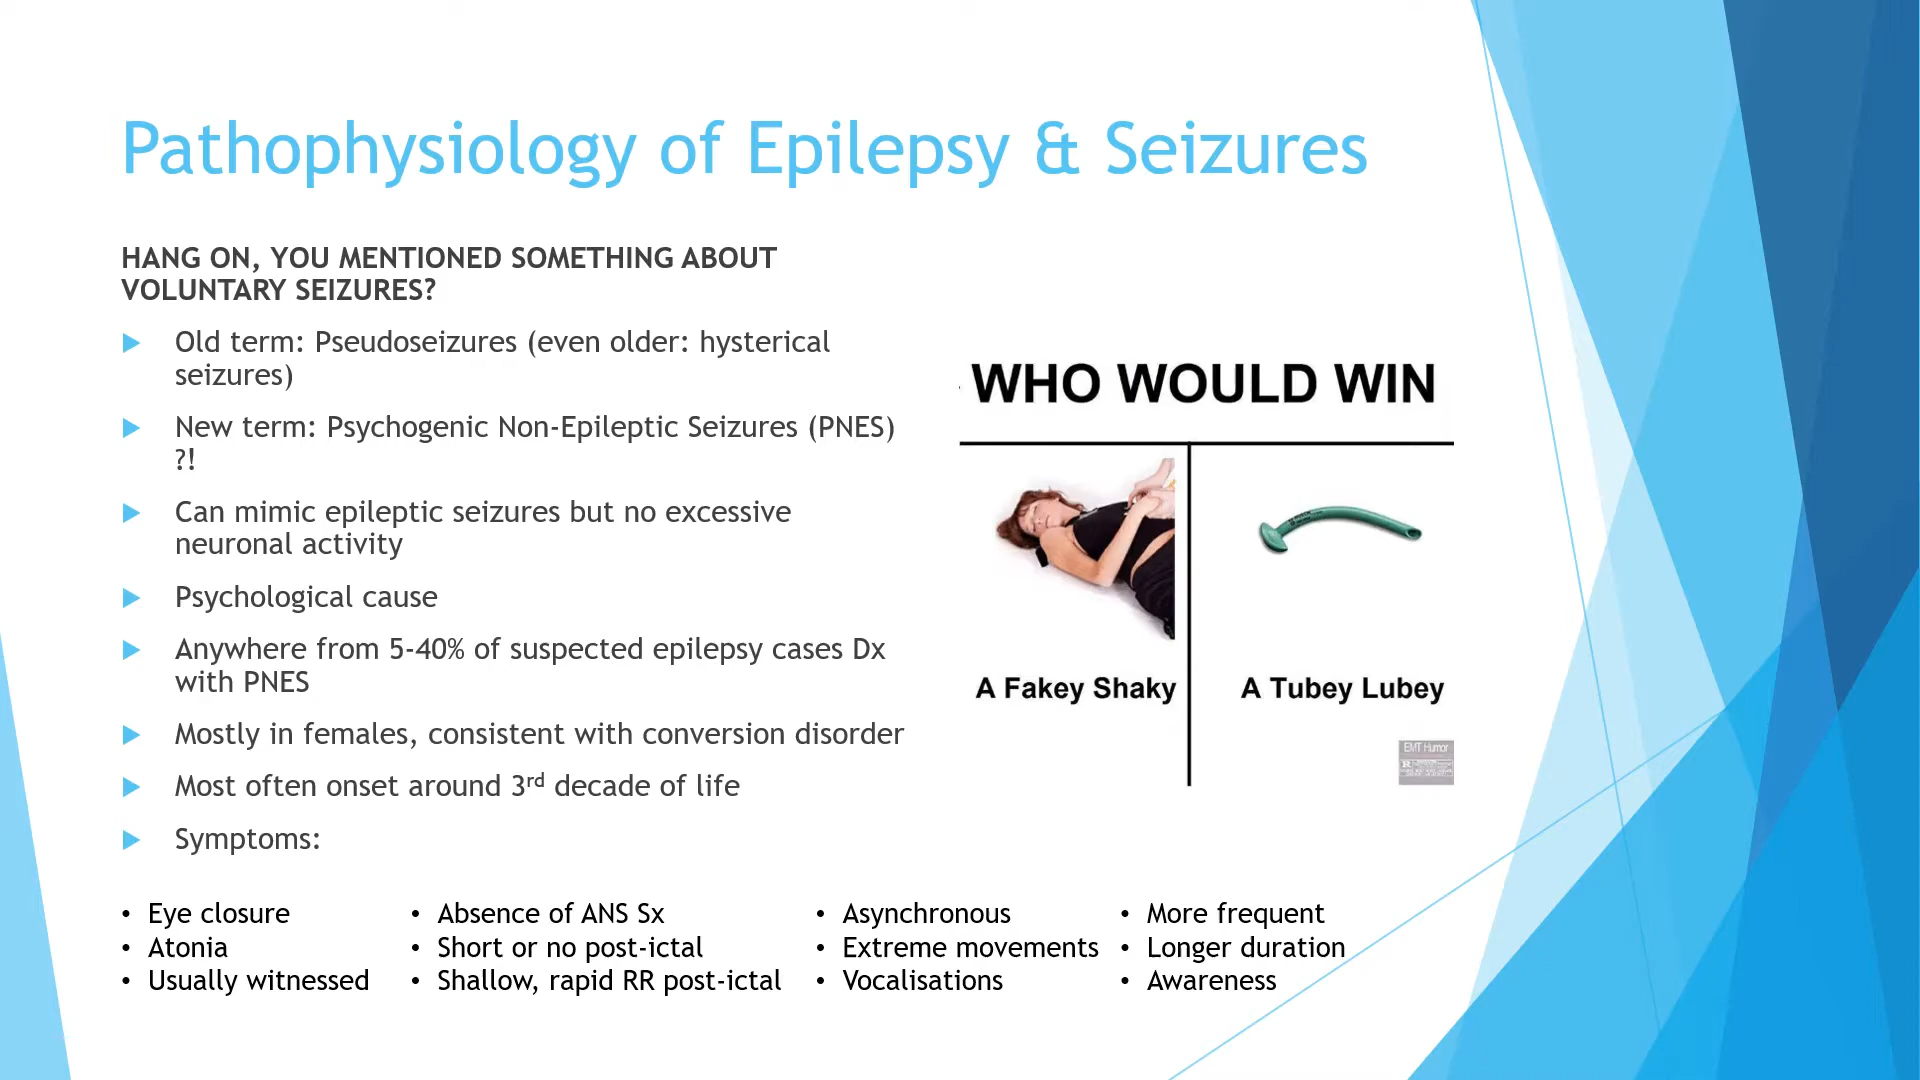 Pathophysiology of Epilepsy & Seizures
HANG ON, YOU MENTIONED SOMETHING ABOUT
VOLUNTARY SEIZURES?
Old term: Pseudoseizures (even older: hysterical
seizures)
New term: Psychogenic Non-Epileptic Seizures (PNES)
?!
Can mimic epileptic seizures but no excessive
neuronal activity
Psychological cause
Anywhere from 5-40% of suspected epilepsy cases Dx
with PNES
Mostly in females, consistent with conversion disorder
Most often onset around 3rd decade of life
Symptoms:
• Eye closure
• Atonia
• Usually witnessed
• Absence of ANS Sx
• Short or no post-ictal
• Shallow, rapid RR post-ictal
• Asynchronous
• Extreme movements
• Vocalisations
• More frequent
• Longer duration
• Awareness
WHO WOULD WIN
A Fakey Shaky
A Tubey Lubey
EMT Humor
R